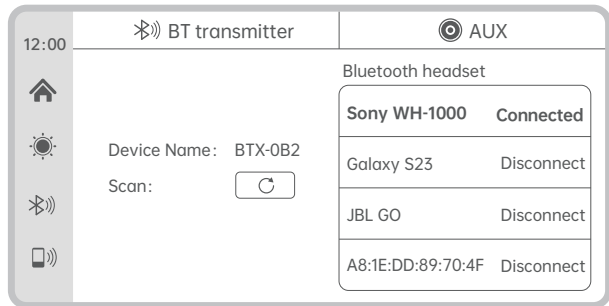 12:00
BT transmitter
AUX
Device Name: BTX-0B2
Scan:
Bluetooth headset
Sony WH-1000 Connected
Galaxy S23 Disconnect
JBL GO Disconnect
A8:1E:DD:89:70:4F Disconnect